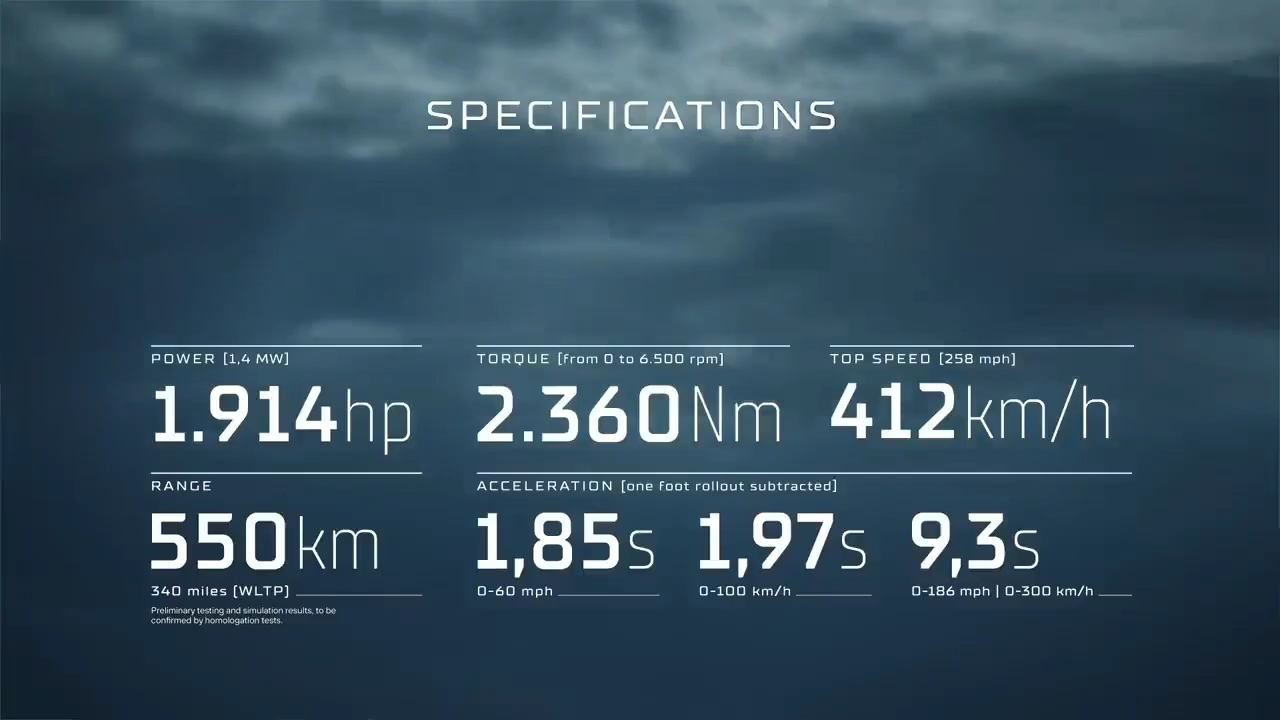 SPECIFICATIONS
POWER [1,4 MW]
1.914hp
TORQUE [from 0 to 6.500 rpm]
2.360Nm
TOP SPEED [258 mph]
412km/h
RANGE
550km
340 miles [WLTP]
Preliminary testing and simulation results, to be
confirmed by homologation tests.
ACCELERATION [one foot rollout subtracted]
1,85s
0-60 mph
1,97s
0-100 km/h
9,3s
0-186 mph | 0-300 km/h